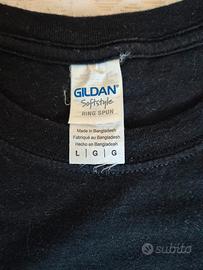 GILDAN
Softstyle
RING SPUN
Made in Bangladesh
Fabriqué au Bangladesh
Hecho en Bangladesh
L G G
subito